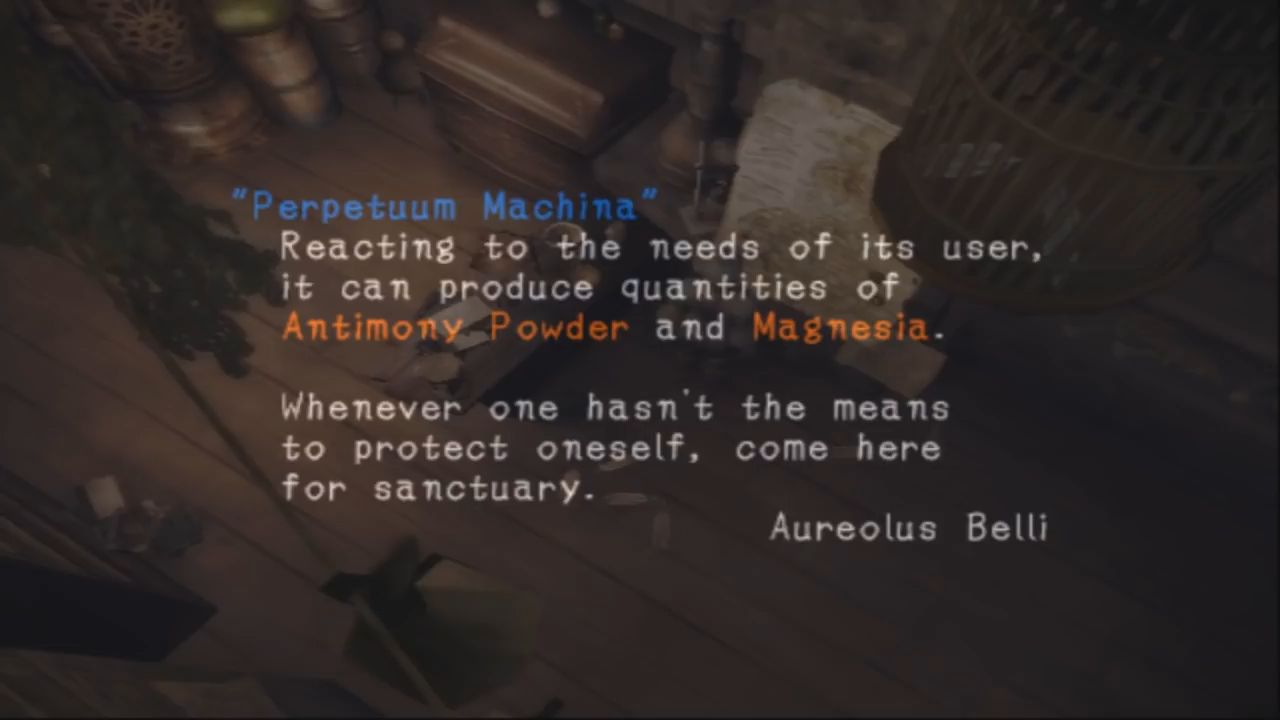 "Perpetuum Machina"
Reacting to the needs of its user,
it can produce quantities of
Antimony Powder and Magnesia.
Whenever one hasn't the means
to protect oneself, come here
for sanctuary.
Aureolus Belli